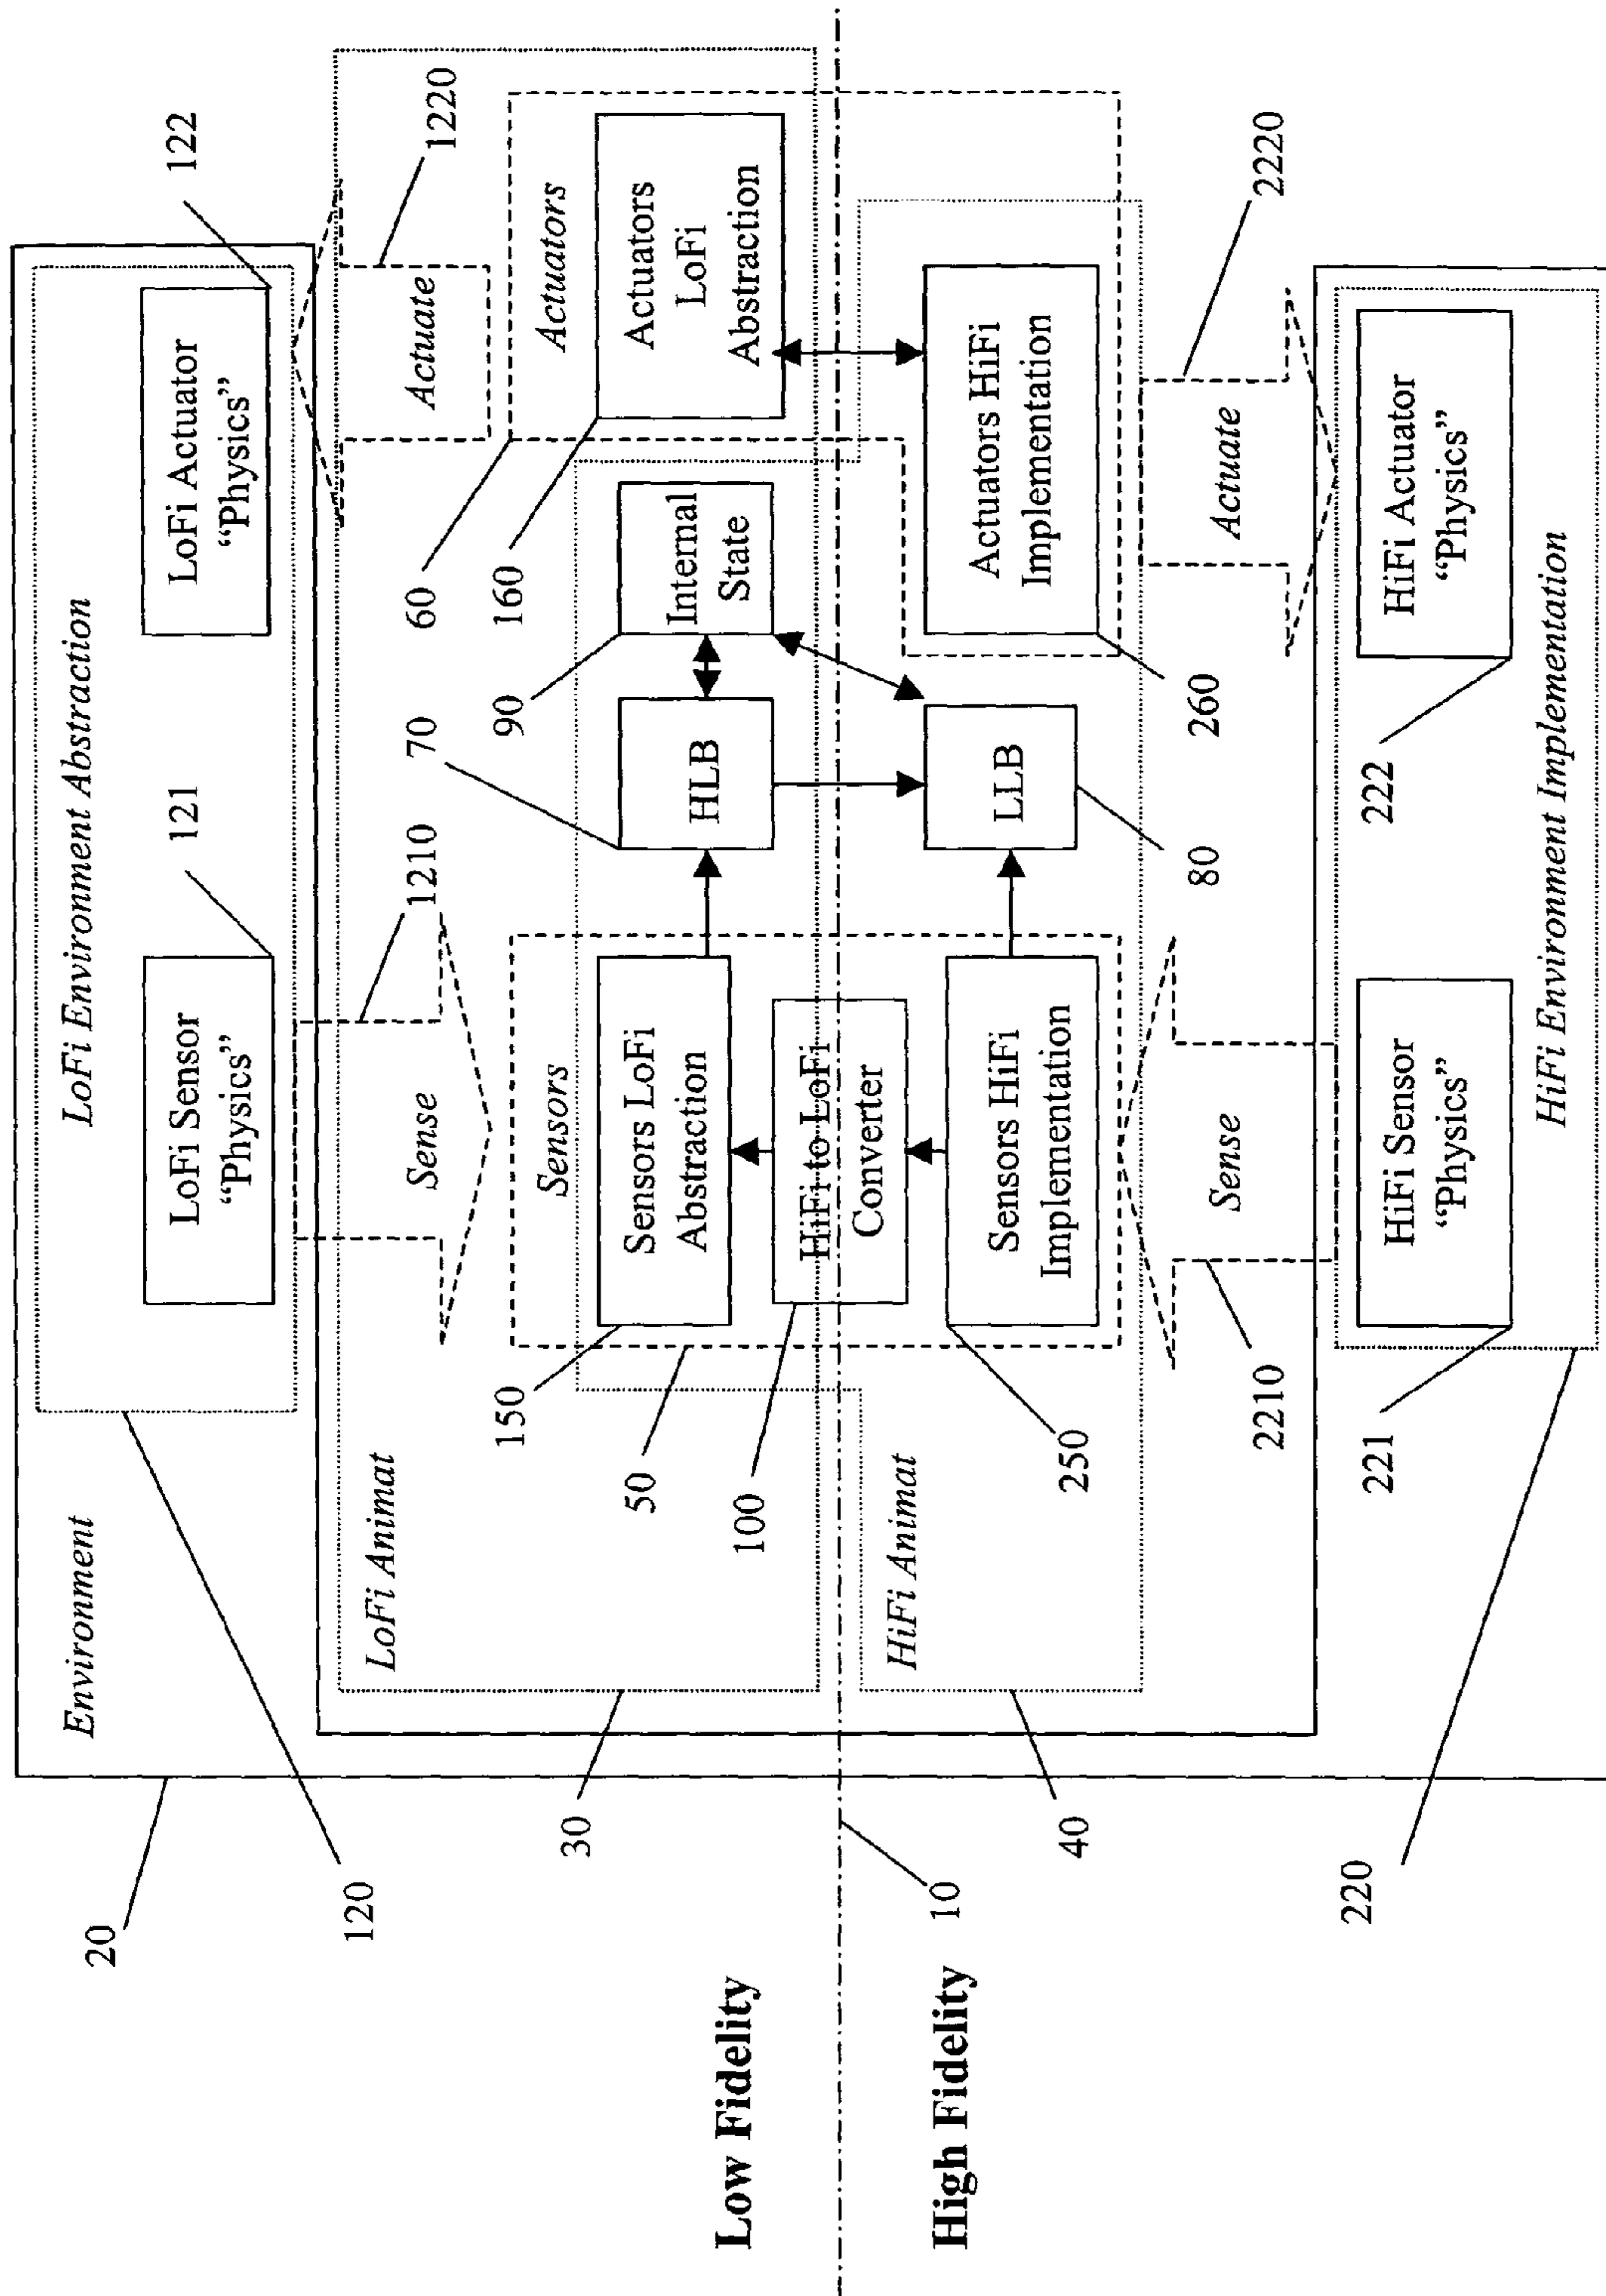 Environment
20
LoFi Environment Abstraction
120
LoFi Sensor
“Physics”
121
LoFi Actuator
“Physics”
122
LoFi Animat
30
Sense
1210
Actuate
1220
Sensors
50
150
Sensors LoFi
Abstraction
100
HiFi to LoFi
Converter
Sensors HiFi
Implementation
250
70
HLB
90
Internal
State
LLB
80
60
Actuators
160
Actuators
LoFi
Abstraction
Actuators HiFi
Implementation
260
Low Fidelity
High Fidelity
10
HiFi Animat
40
Sense
2210
Actuate
2220
HiFi Sensor
“Physics”
221
HiFi Actuator
“Physics”
222
HiFi Environment Implementation
220